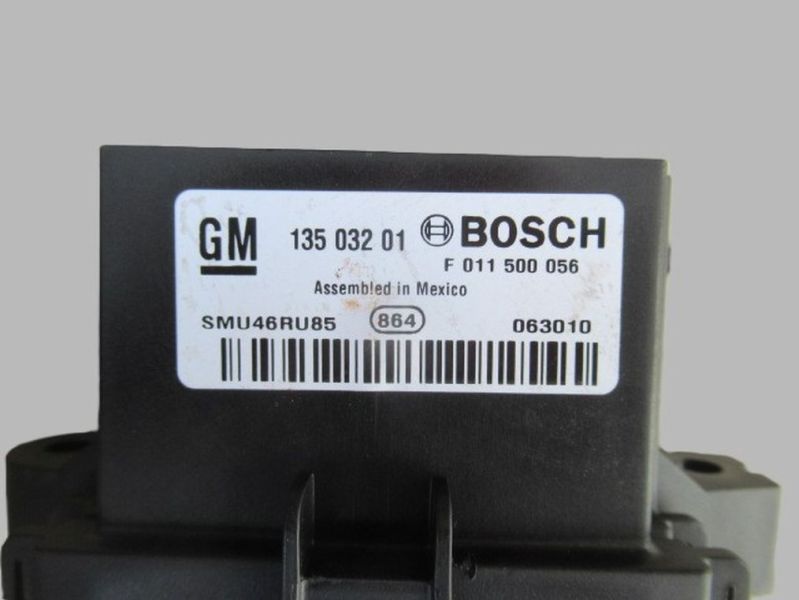 GM 135 032 01 BOSCH
F 011 500 056
Assembled in Mexico
SMU46RU85 864 063010